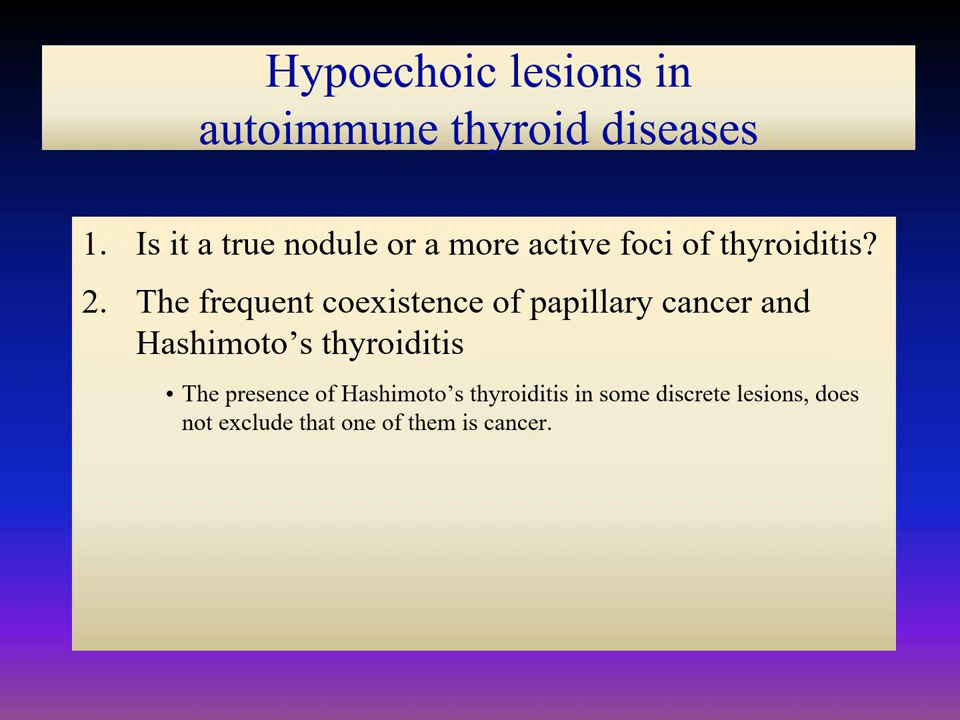 Hypoechoic lesions in
autoimmune thyroid diseases
1. Is it a true nodule or a more active foci of thyroiditis?
2. The frequent coexistence of papillary cancer and
Hashimoto’s thyroiditis
• The presence of Hashimoto’s thyroiditis in some discrete lesions, does
not exclude that one of them is cancer.